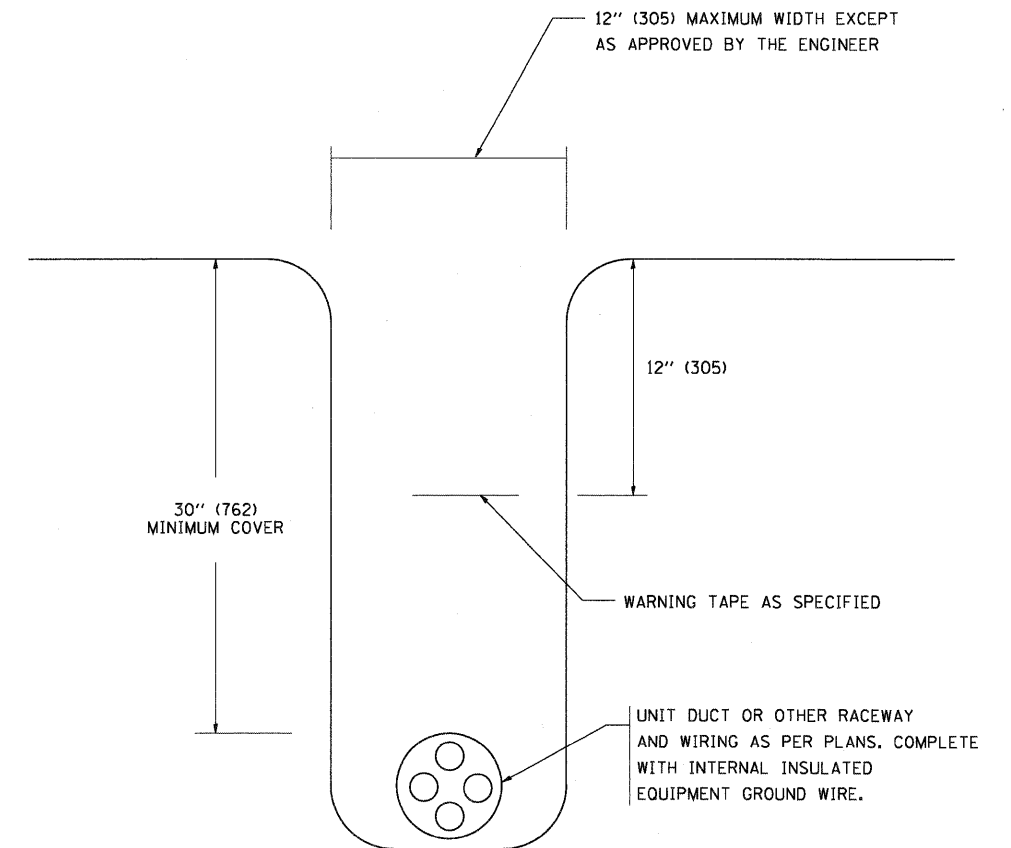 12" (305) MAXIMUM WIDTH EXCEPT
AS APPROVED BY THE ENGINEER
12" (305)
30" (762)
MINIMUM COVER
WARNING TAPE AS SPECIFIED
UNIT DUCT OR OTHER RACEWAY
AND WIRING AS PER PLANS. COMPLETE
WITH INTERNAL INSULATED
EQUIPMENT GROUND WIRE.